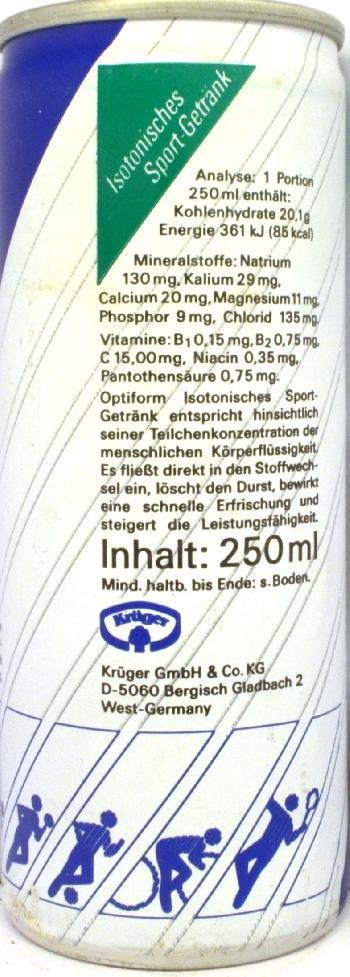 Isotonisches
Sport-Getränk
Analyse: 1 Portion
250 ml enthält:
Kohlenhydrate 20,1g
Energie 361 kJ (85 kcal)
Mineralstoffe: Natrium
130 mg, Kalium 29 mg,
Calcium 20 mg, Magnesium 11 mg,
Phosphor 9 mg, Chlorid 135 mg,
Vitamine: B1 0,15 mg, B2 0,75 mg,
C 15,00 mg, Niacin 0,35 mg,
Pantothensäure 0,75 mg.
Optiform Isotonisches Sport-
Getränk entspricht hinsichtlich
seiner Teilchenkonzentration der
menschlichen Körperflüssigkeit.
Es fließt direkt in den Stoffwech-
sel ein, löscht den Durst, bewirkt
eine schnelle Erfrischung und
steigert die Leistungsfähigkeit.
Inhalt: 250 ml
Mind. haltb. bis Ende: s. Boden.
Krüger
Krüger GmbH & Co. KG
D-5060 Bergisch Gladbach 2
West-Germany